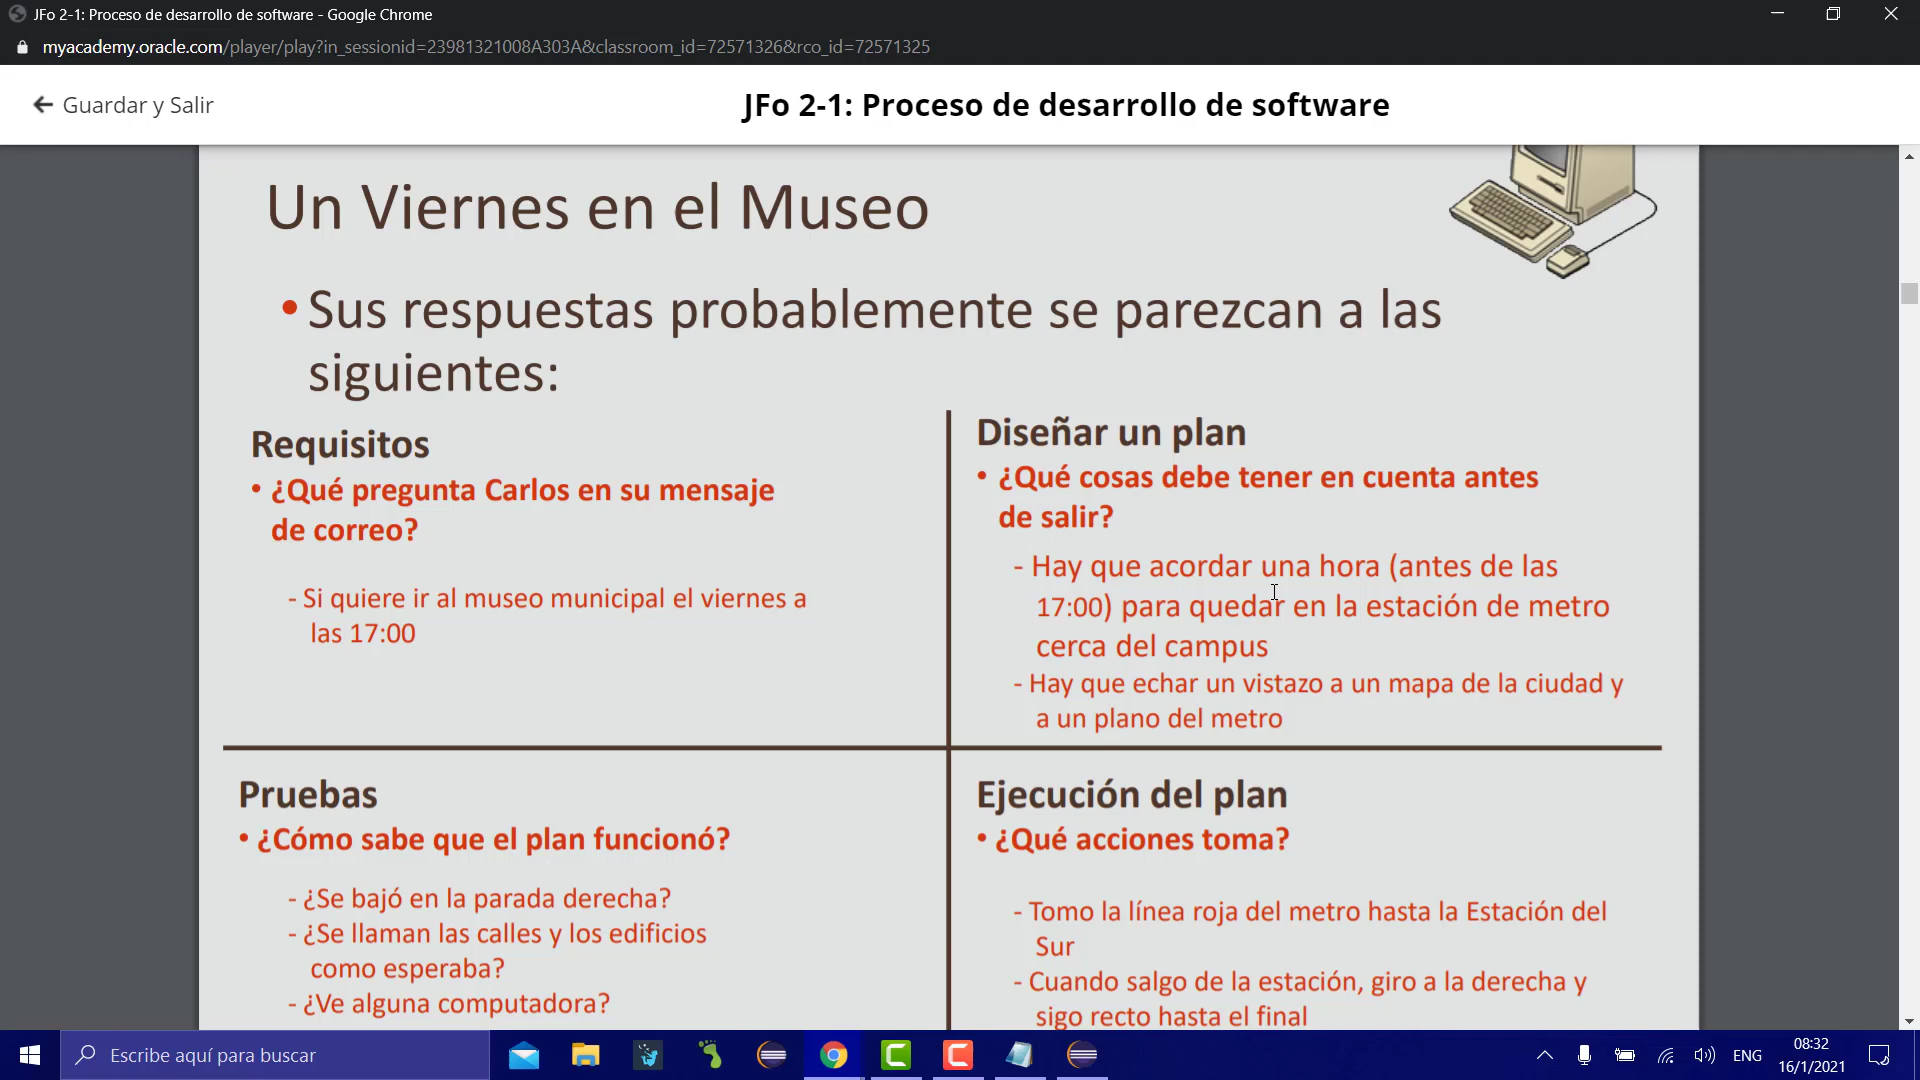 JFo 2-1: Proceso de desarrollo de software - Google Chrome
myacademy.oracle.com/player/play?in_sessionid=23981321008A303A&classroom_id=72571326&rco_id=72571325
Guardar y Salir
JFo 2-1: Proceso de desarrollo de software
Un Viernes en el Museo
• Sus respuestas probablemente se parezcan a las
siguientes:
Requisitos
• ¿Qué pregunta Carlos en su mensaje
de correo?
- Si quiere ir al museo municipal el viernes a
las 17:00
Diseñar un plan
• ¿Qué cosas debe tener en cuenta antes
de salir?
- Hay que acordar una hora (antes de las
17:00) para quedar en la estación de metro
cerca del campus
- Hay que echar un vistazo a un mapa de la ciudad y
a un plano del metro
Pruebas
• ¿Cómo sabe que el plan funcionó?
- ¿Se bajó en la parada derecha?
- ¿Se llaman las calles y los edificios
como esperaba?
- ¿Ve alguna computadora?
Ejecución del plan
• ¿Qué acciones toma?
- Tomo la línea roja del metro hasta la Estación del
Sur
- Cuando salgo de la estación, giro a la derecha y
sigo recto hasta el final
Escribe aquí para buscar
ENG
08:32
16/1/2021